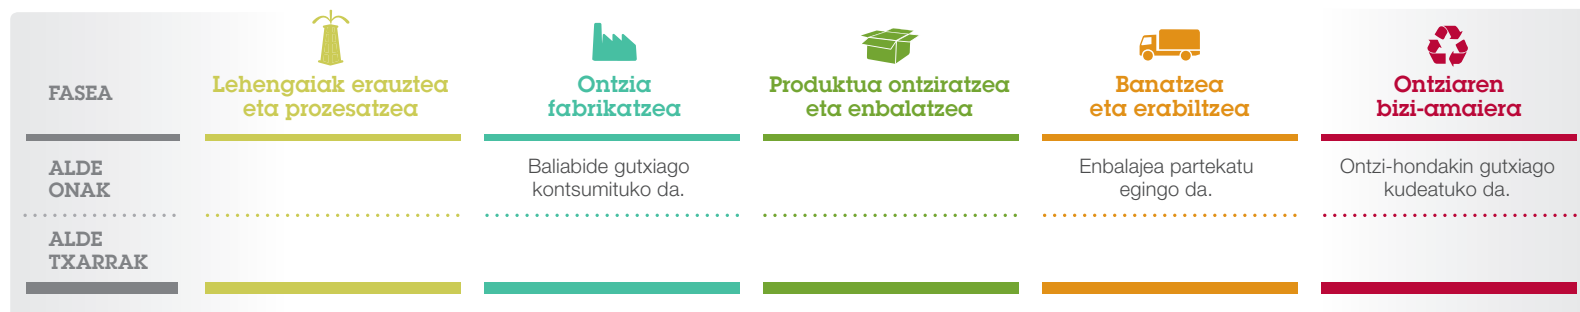 FASEA
Lehengaiak erauztea
eta prozesatzea
Ontzia
fabrikatzea
Produktua ontziratzea
eta enbalatzea
Banatzea
eta erabiltzea
Ontziaren
bizi-amaiera
ALDE
ONAK
Baliabide gutxiago
kontsumituko da.
Enbalajea partekatu
egingo da.
Ontzi-hondakin gutxiago
kudeatuko da.
ALDE
TXARRAK